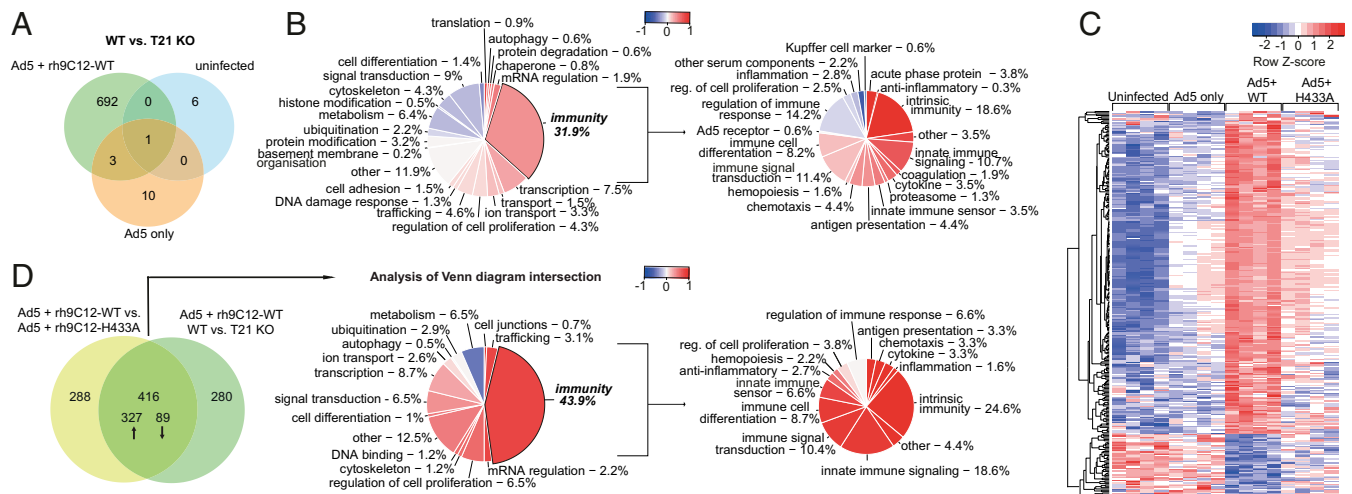 A
WT vs. T21 KO
Ad5 + rh9C12-WT
uninfected
692
0
6
1
3
0
10
Ad5 only
B
-1
0
1
translation – 0.9%
autophagy – 0.6%
protein degradation – 0.6%
chaperone – 0.8%
mRNA regulation – 1.9%
cell differentiation – 1.4%
signal transduction – 9%
cytoskeleton – 4.3%
histone modification – 0.5%
metabolism – 6.4%
ubiquitination – 2.2%
protein modification – 3.2%
basement membrane – 0.2%
organisation
other – 11.9%
cell adhesion – 1.5%
DNA damage response – 1.3%
trafficking – 4.6%
regulation of cell proliferation – 4.3%
ion transport – 3.3%
transport – 1.5%
transcription – 7.5%
immunity
31.9%
Kupffer cell marker – 0.6%
other serum components – 2.2%
inflammation – 2.8%
reg. of cell proliferation – 2.5%
regulation of immune
response – 14.2%
Ad5 receptor – 0.6%
immune cell
differentation – 8.2%
immune signal
transduction – 11.4%
hemopoiesis – 1.6%
chemotaxis – 4.4%
antigen presentation – 4.4%
acute phase protein – 3.8%
anti-inflammatory – 0.3%
intrinsic
immunity – 18.6%
other – 3.5%
innate immune
signaling – 10.7%
coagulation – 1.9%
cytokine – 3.5%
proteasome – 1.3%
innate immune sensor – 3.5%
C
-2 -1 0 1 2
Row Z-score
Uninfected
Ad5 only
Ad5+
WT
Ad5+
H433A
D
Ad5 + rh9C12-WT vs.
Ad5 + rh9C12-H433A
Ad5 + rh9C12-WT
WT vs. T21 KO
288
416
327
89
280
Analysis of Venn diagram intersection
-1
0
1
metabolism – 6.5%
ubiquitination – 2.9%
autophagy – 0.5%
ion transport – 2.6%
transcription – 8.7%
signal transduction – 6.5%
cell differentiation – 1%
other – 12.5%
DNA binding – 1.2%
cytoskeleton – 1.2%
regulation of cell proliferation – 6.5%
cell junctions – 0.7%
trafficking – 3.1%
immunity
43.9%
mRNA regulation – 2.2%
regulation of immune response – 6.6%
reg. of cell proliferation – 3.8%
hemopoiesis – 2.2%
anti-inflammatory – 2.7%
innate immune
sensor – 6.6%
immune cell
differentiation – 8.7%
immune signal
transduction – 10.4%
antigen presentation – 3.3%
chemotaxis – 3.3%
cytokine – 3.3%
inflammation – 1.6%
intrinsic
immunity – 24.6%
other – 4.4%
innate immune signaling – 18.6%